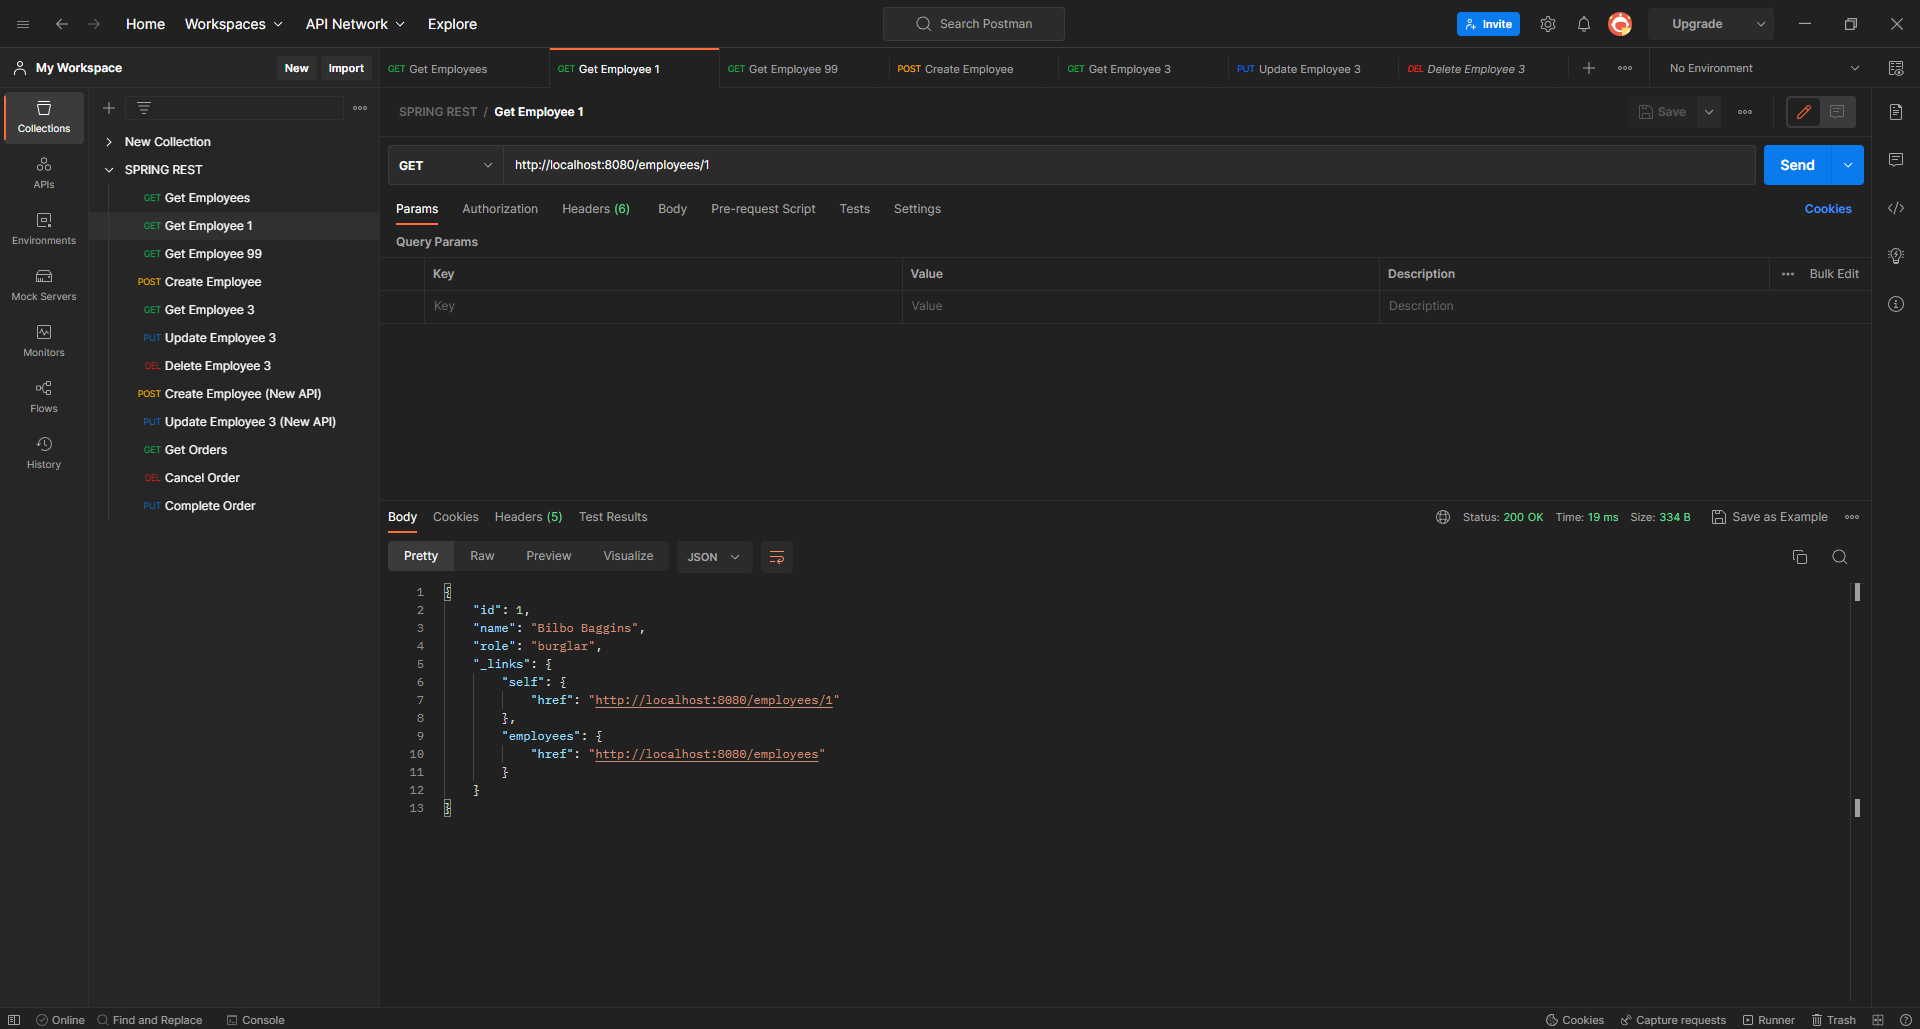 Home Workspaces API Network Explore Search Postman Invite Upgrade
My Workspace New Import
GET Get Employees GET Get Employee 1 GET Get Employee 99 POST Create Employee GET Get Employee 3 PUT Update Employee 3 DEL Delete Employee 3 No Environment
Collections
APIs
Environments
Mock Servers
Monitors
Flows
History
New Collection
SPRING REST
GET Get Employees
GET Get Employee 1
GET Get Employee 99
POST Create Employee
GET Get Employee 3
PUT Update Employee 3
DEL Delete Employee 3
POST Create Employee (New API)
PUT Update Employee 3 (New API)
GET Get Orders
DEL Cancel Order
PUT Complete Order
SPRING REST / Get Employee 1 Save
GET http://localhost:8080/employees/1 Send
Params Authorization Headers (6) Body Pre-request Script Tests Settings Cookies
Query Params
Key Value Description Bulk Edit
Key Value Description
Body Cookies Headers (5) Test Results Status: 200 OK Time: 19 ms Size: 334 B Save as Example
Pretty Raw Preview Visualize JSON
1 {
2 "id": 1,
3 "name": "Bilbo Baggins",
4 "role": "burglar",
5 "_links": {
6 "self": {
7 "href": "http://localhost:8080/employees/1"
8 },
9 "employees": {
10 "href": "http://localhost:8080/employees"
11 }
12 }
13 }
Online Find and Replace Console Cookies Capture requests Runner Trash